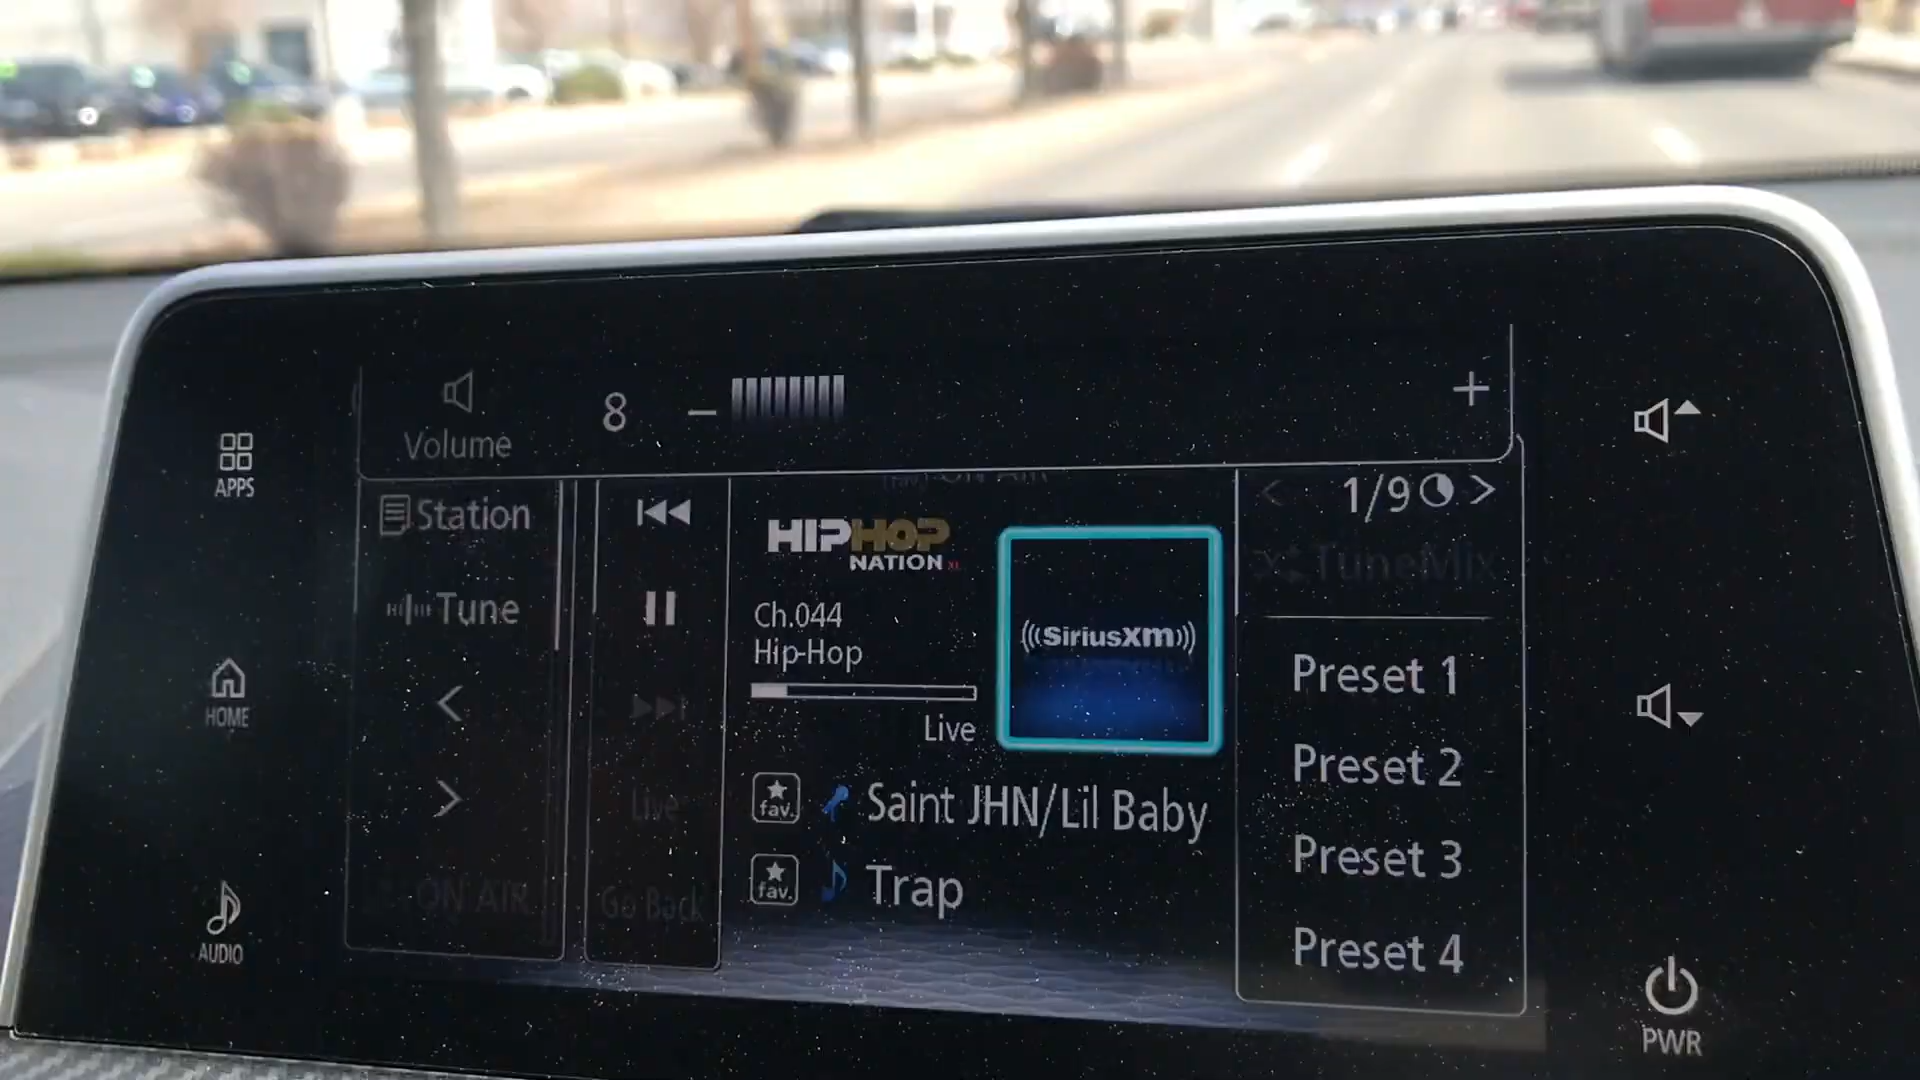 8
Volume
APPS
Station
1/9
HIPHOP
NATION XL
TuneMix
Ch.044
Tune
Hip-Hop
((SiriusXM))
Preset 1
HOME
Live
Preset 2
Live
fav. Saint JHN/Lil Baby
Preset 3
ON AIR
Go Back
fav. Trap
AUDIO
Preset 4
PWR